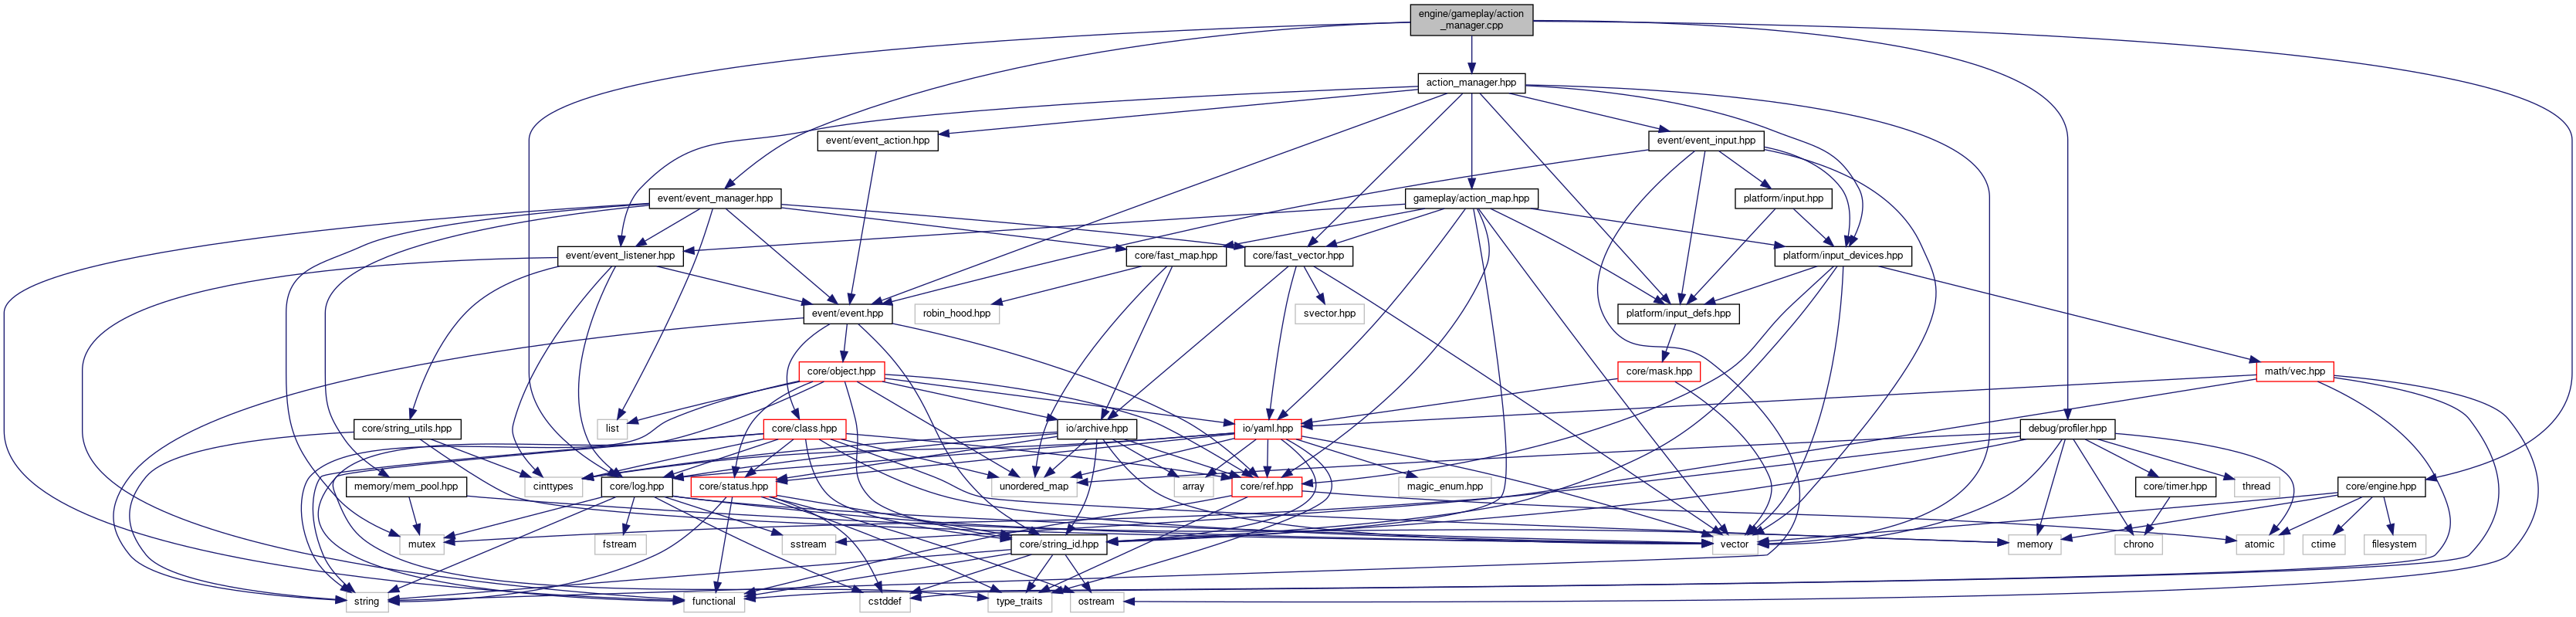 engine/gameplay/action
_manager.cpp
action_manager.hpp
event/event_action.hpp
event/event_input.hpp
event/event_manager.hpp
gameplay/action_map.hpp
platform/input.hpp
event/event_listener.hpp
core/fast_map.hpp
core/fast_vector.hpp
platform/input_devices.hpp
event/event.hpp
robin_hood.hpp
svector.hpp
platform/input_defs.hpp
core/object.hpp
core/mask.hpp
math/vec.hpp
core/string_utils.hpp
list
core/class.hpp
io/archive.hpp
io/yaml.hpp
debug/profiler.hpp
memory/mem_pool.hpp
cinttypes
core/log.hpp
core/status.hpp
unordered_map
array
core/ref.hpp
magic_enum.hpp
core/timer.hpp
thread
core/engine.hpp
mutex
fstream
sstream
core/string_id.hpp
vector
memory
chrono
atomic
ctime
filesystem
string
functional
cstddef
type_traits
ostream